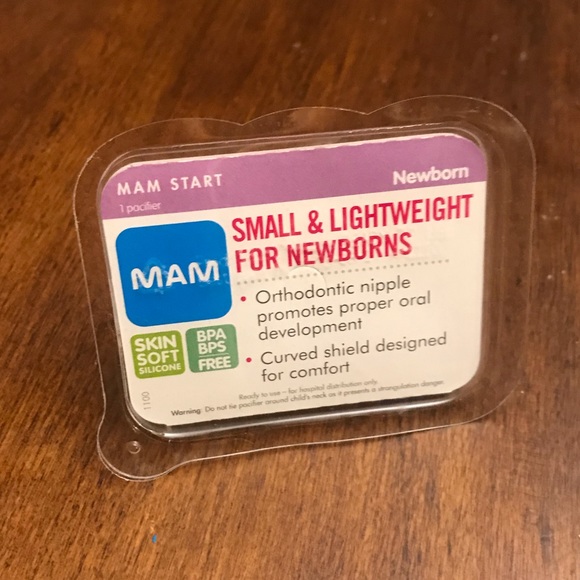 MAM START
Newborn
1 pacifier
SMALL & LIGHTWEIGHT
FOR NEWBORNS
MAM
• Orthodontic nipple
promotes proper oral
development
• Curved shield designed
for comfort
SKIN
SOFT
SILICONE
BPA
BPS
FREE
Ready to use – for hospital distribution only.
Warning: Do not tie pacifier around child's neck as it presents a strangulation danger.
1100